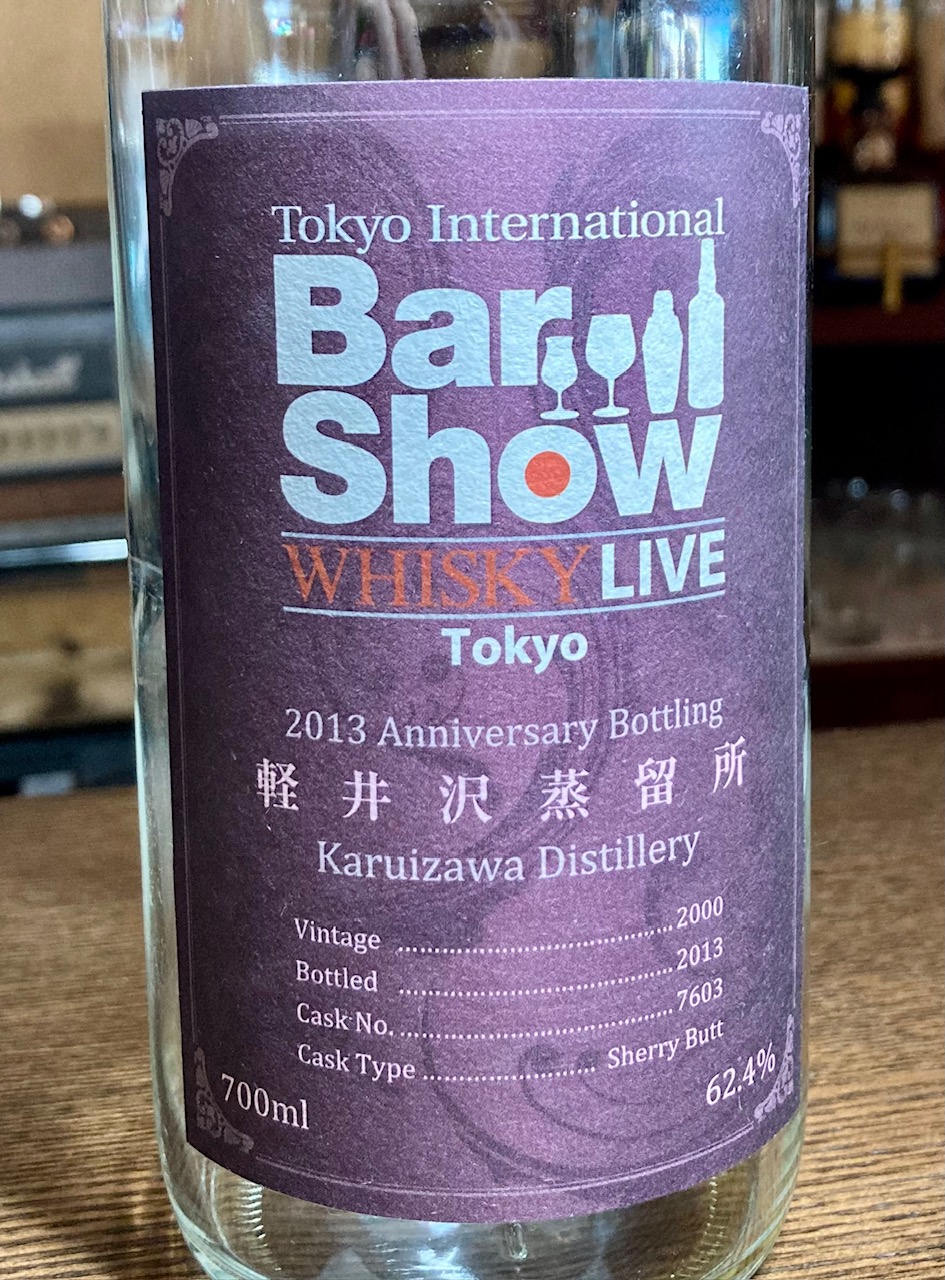 Tokyo International
Bar
Show
WHISKY LIVE
Tokyo
2013 Anniversary Bottling
軽井沢蒸留所
Karuizawa Distillery
Vintage ........................................ 2000
Bottled ........................................ 2013
Cask No. ........................................ 7603
Cask Type ........................ Sherry Butt
700ml 62.4%
Marshall